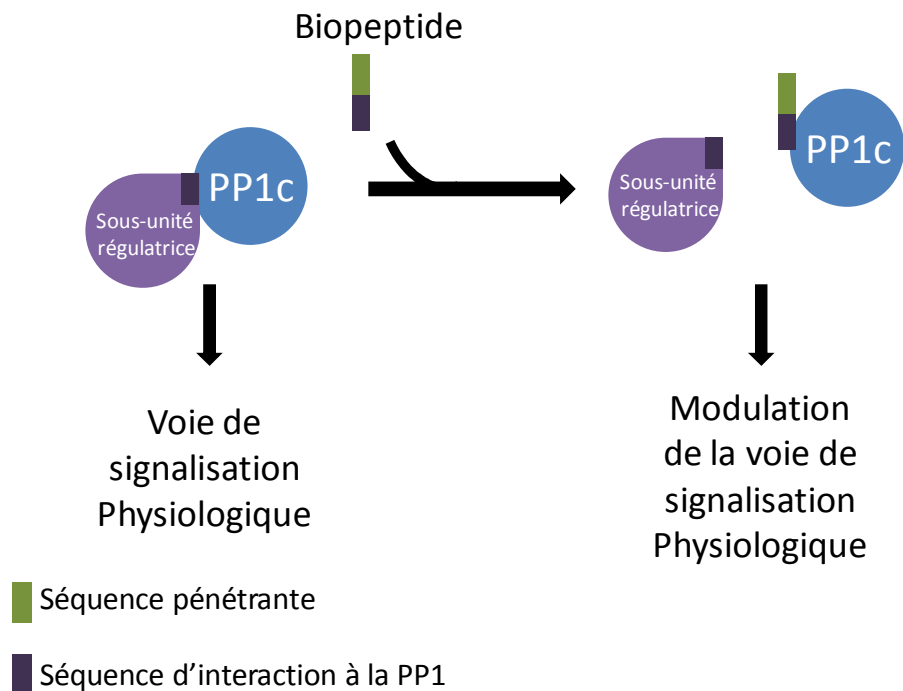 Biopeptide
PP1c
Sous-unité
régulatrice
PP1c
Sous-unité
régulatrice
Voie de
signalisation
Physiologique
Modulation
de la voie de
signalisation
Physiologique
Séquence pénétrante
Séquence d’interaction à la PP1